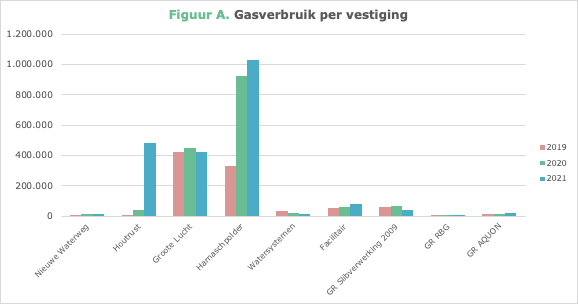 Figuur A. Gasverbruik per vestiging
1.200.000
1.000.000
800.000
600.000
400.000
200.000
0
Nieuwe Waterweg
Houtrust
Groote Lucht
Harnaschpolder
Watersystemen
Facilitair
GR Slibverwerking 2009
GR RBG
GR AQUON
2019
2020
2021